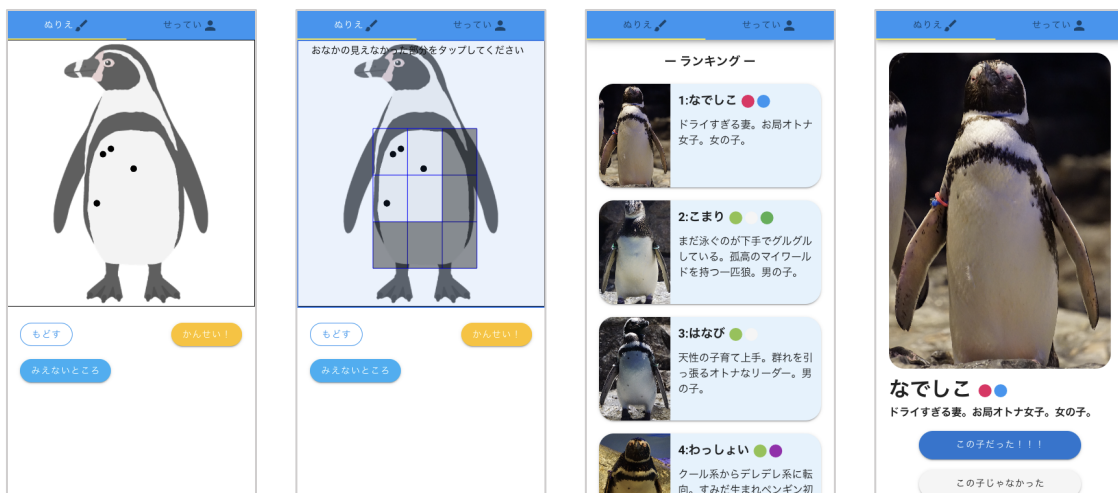 ぬりえ
せってい
もどす
かんせい！
みえないところ
ぬりえ
せってい
おなかの見えなかった部分をタップしてください
もどす
かんせい！
みえないところ
ぬりえ
せってい
ー ランキング ー
1:なでしこ
ドライすぎる妻。お局オトナ
女子。女の子。
2:こまり
まだ泳ぐのが下手でグルグル
している。孤高のマイワール
ドを持つ一匹狼。男の子。
3:はなび
天性の子育て上手。群れを引
っ張るオトナなリーダー。男
の子。
4:わっしょい
クール系からデレデレ系に転
向。すみだ生まれペンギン初
ぬりえ
せってい
なでしこ
ドライすぎる妻。お局オトナ女子。女の子。
この子だった！！！
この子じゃなかった